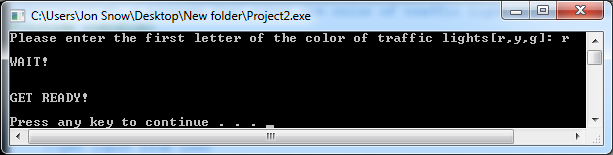 C:\Users\Jon Snow\Desktop\New folder\Project2.exe
Please enter the first letter of the color of traffic lights[r,y,g]: r
WAIT!
GET READY!
Press any key to continue . . .